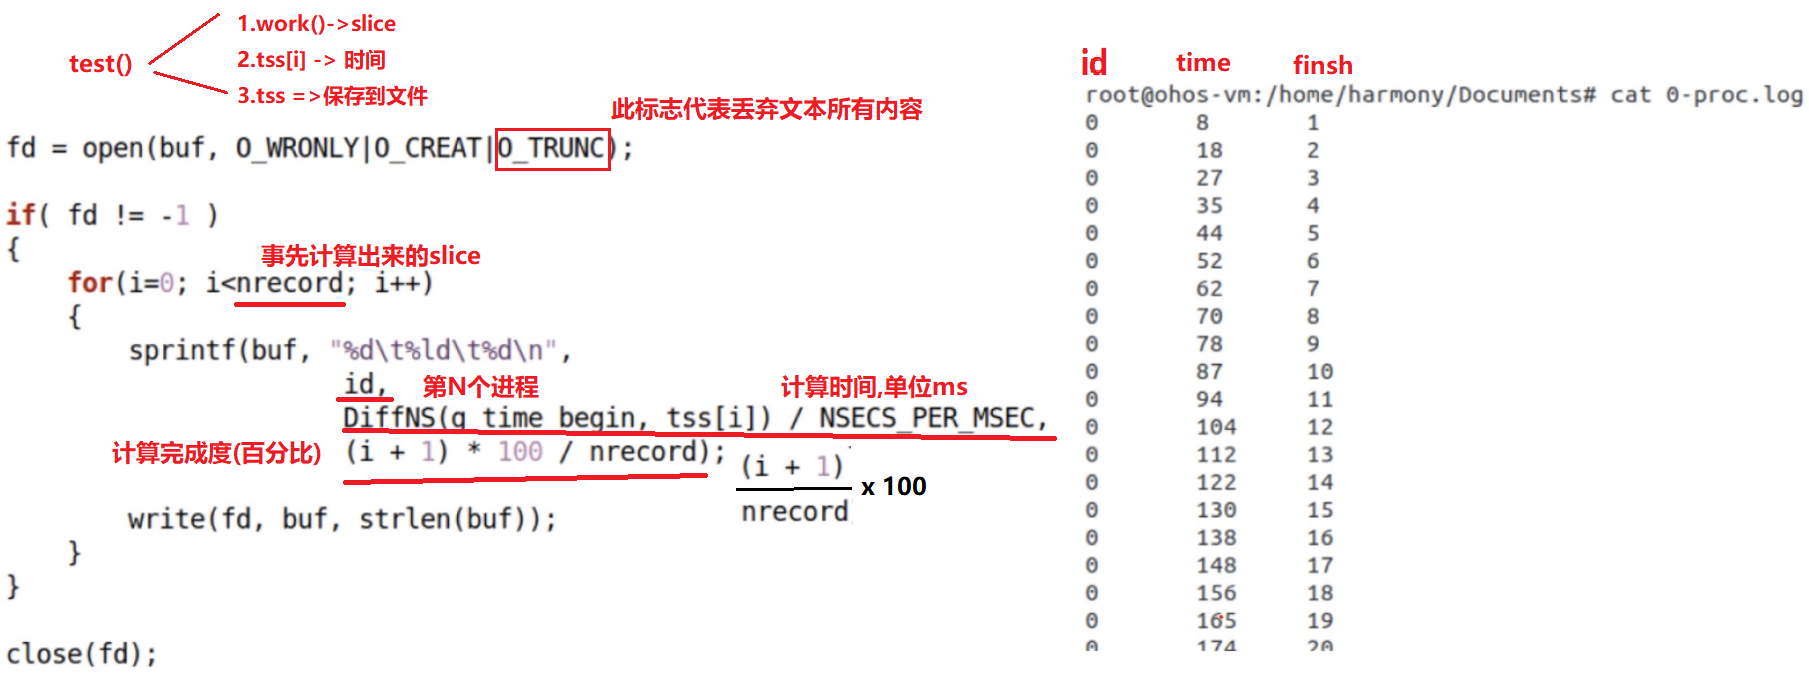 test()
1.work()->slice
2.tss[i] -> 时间
3.tss =>保存到文件
此标志代表丢弃文本所有内容
fd = open(buf, O_WRONLY|O_CREAT|O_TRUNC);
if( fd != -1 )
{
事先计算出来的slice
for(i=0; i<nrecord; i++)
{
sprintf(buf, "%d\t%ld\t%d\n",
id, 第N个进程
计算时间,单位ms
DiffNS(g_time_begin, tss[i]) / NSECS_PER_MSEC,
计算完成度(百分比) (i + 1) * 100 / nrecord);
(i + 1)
x 100
nrecord
write(fd, buf, strlen(buf));
}
}
close(fd);
id time finsh
root@ohos-vm:/home/harmony/Documents# cat 0-proc.log
0 8 1
0 18 2
0 27 3
0 35 4
0 44 5
0 52 6
0 62 7
0 70 8
0 78 9
0 87 10
0 94 11
0 104 12
0 112 13
0 122 14
0 130 15
0 138 16
0 148 17
0 156 18
0 165 19
0 174 20